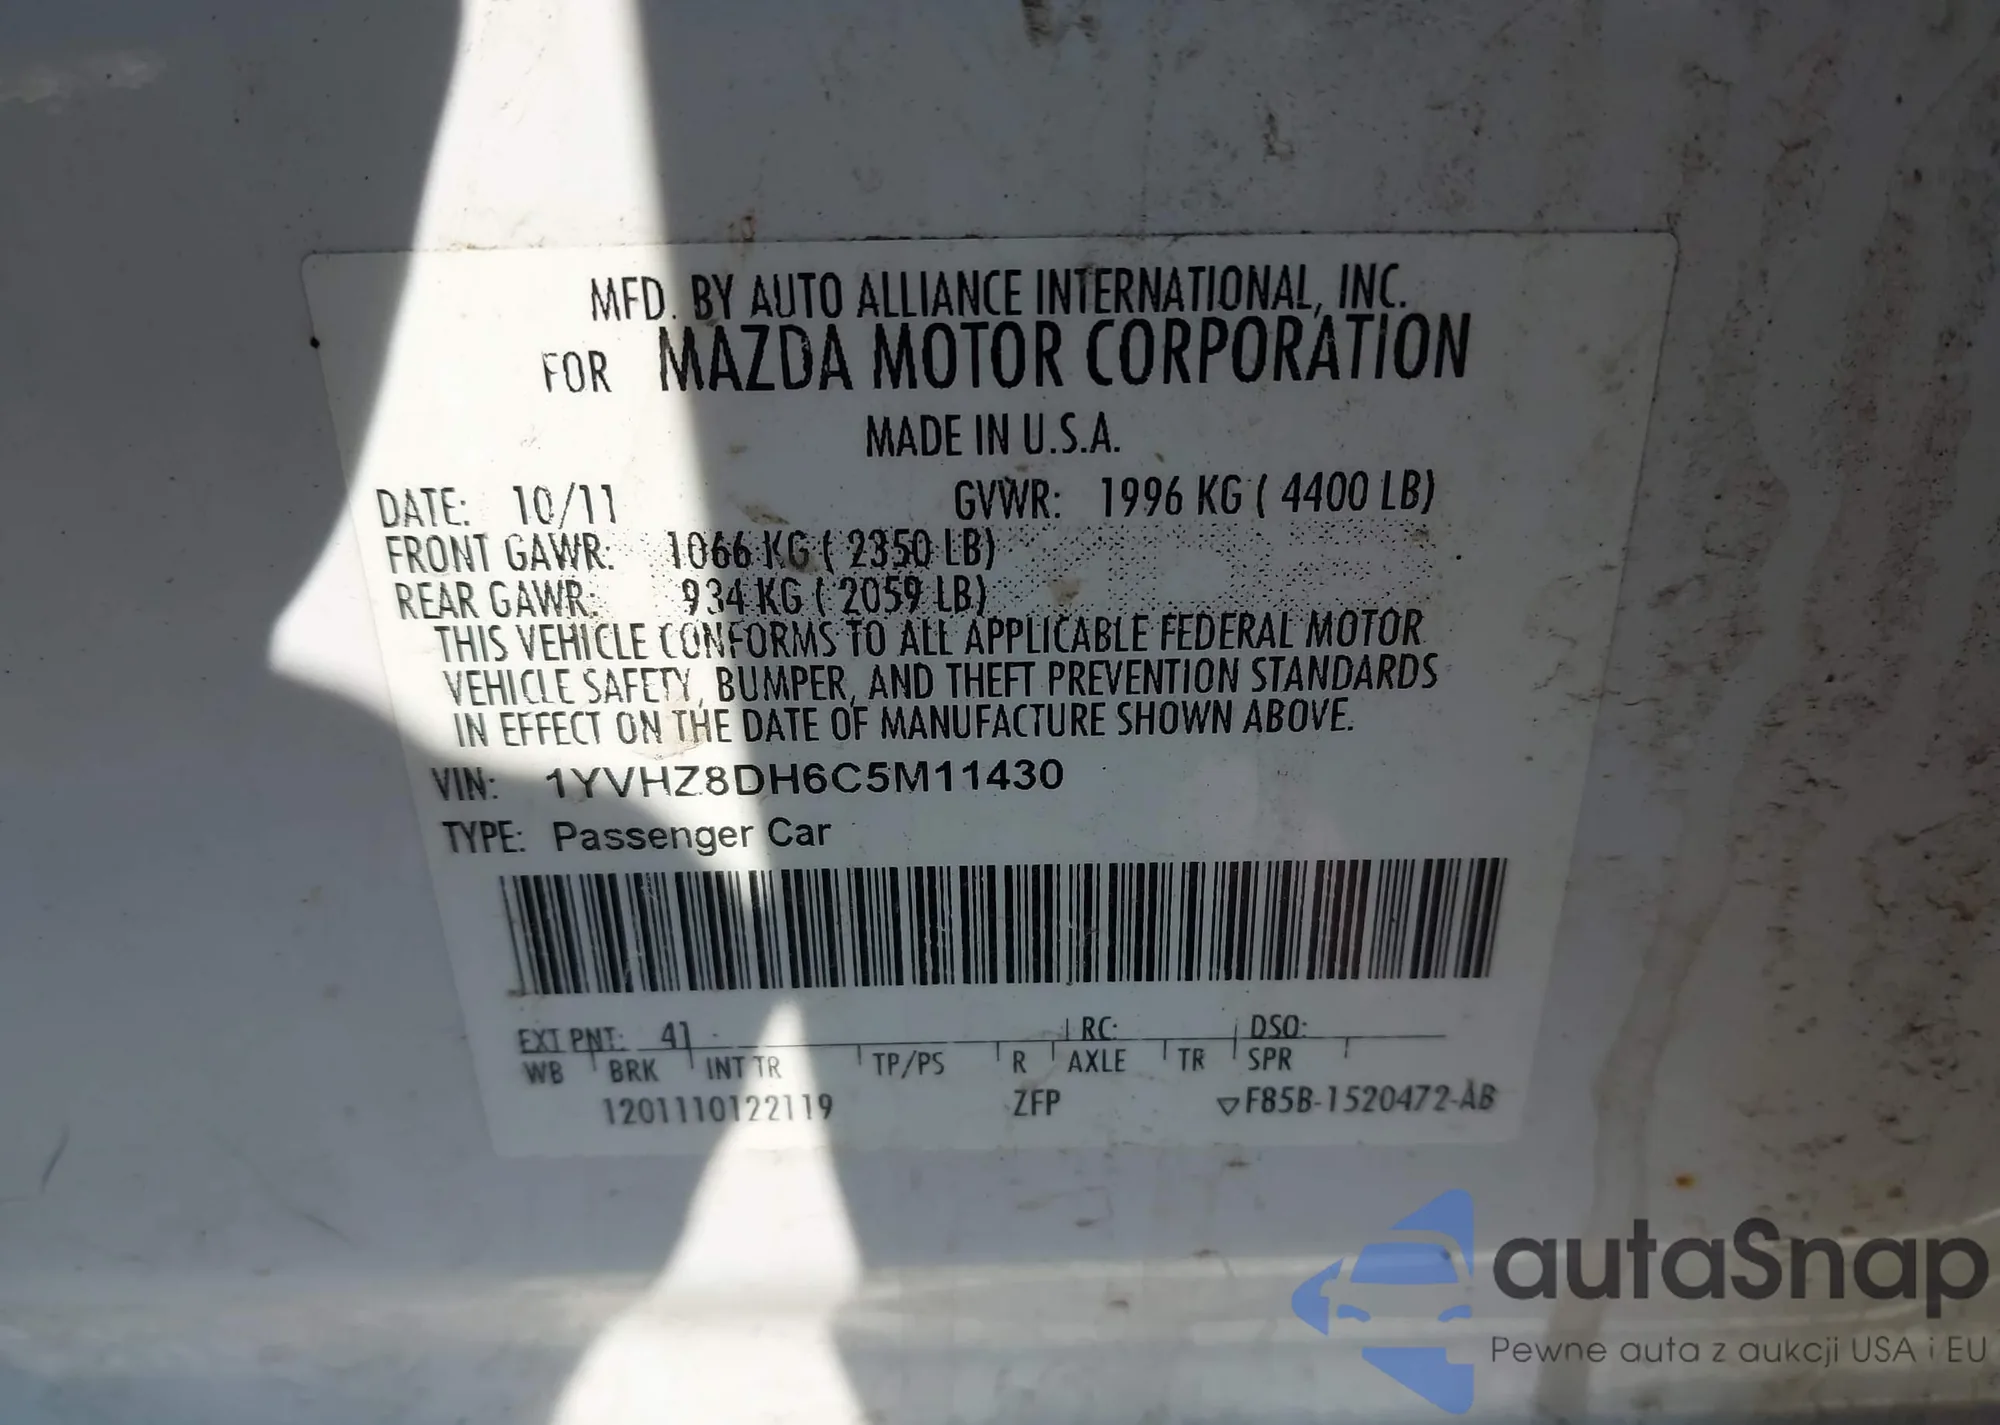 MFD. BY AUTO ALLIANCE INTERNATIONAL, INC.
FOR MAZDA MOTOR CORPORATION
MADE IN U.S.A.
DATE: 10/11 GVWR: 1996 KG ( 4400 LB)
FRONT GAWR: 1066 KG ( 2350 LB)
REAR GAWR: 934 KG ( 2059 LB)
THIS VEHICLE CONFORMS TO ALL APPLICABLE FEDERAL MOTOR
VEHICLE SAFETY, BUMPER, AND THEFT PREVENTION STANDARDS
IN EFFECT ON THE DATE OF MANUFACTURE SHOWN ABOVE.
VIN: 1YVHZ8DH6C5M11430
TYPE: Passenger Car
EXT PNT: 41 RC: DSO:
WB BRK INT TR TP/PS R AXLE TR SPR
1201110122119 ZFP ▽F85B-1520472-AB
autaSnap
Pewne auta z aukcji USA i EU